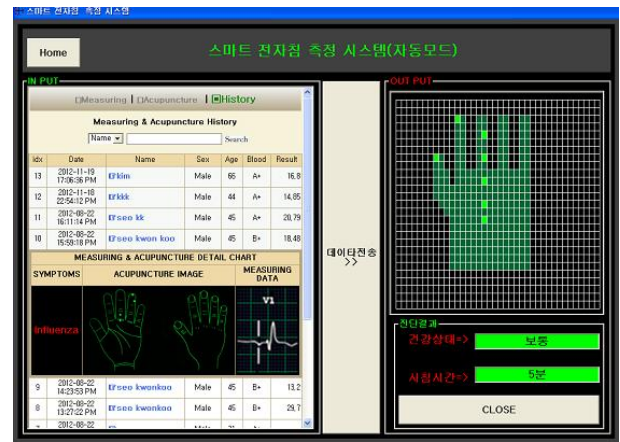 스마트 전자침 측정 시스템
Home
스마트 전자침 측정 시스템(자동모드)
IN PUT
□Measuring | □Acupuncture | ▣History
Measuring & Acupuncture History
Name Search
idx Date Name Sex Age Blood Result
13 2012-11-19 17:06:36 PM kim Male 65 A+ 16,8
12 2012-11-18 22:54:12 PM kkk Male 44 A+ 14,85
11 2012-08-22 16:11:14 PM seo kk Male 45 A+ 20,79
10 2012-08-22 15:59:18 PM seo kwon koo Male 45 B+ 18,48
MEASURING & ACUPUNCTURE DETAIL CHART
SYMPTOMS ACUPUNCTURE IMAGE MEASURING DATA
Influenza
V1
9 2012-08-22 14:23:53 PM seo kwonkoo Male 45 B+ 13,2
8 2012-08-22 13:27:22 PM seo kwonkoo Male 45 B+ 29,7
2012-08-22
데이타전송
>>
OUT PUT
진단결과
건강상태=> 보통
시침시간=> 5분
CLOSE